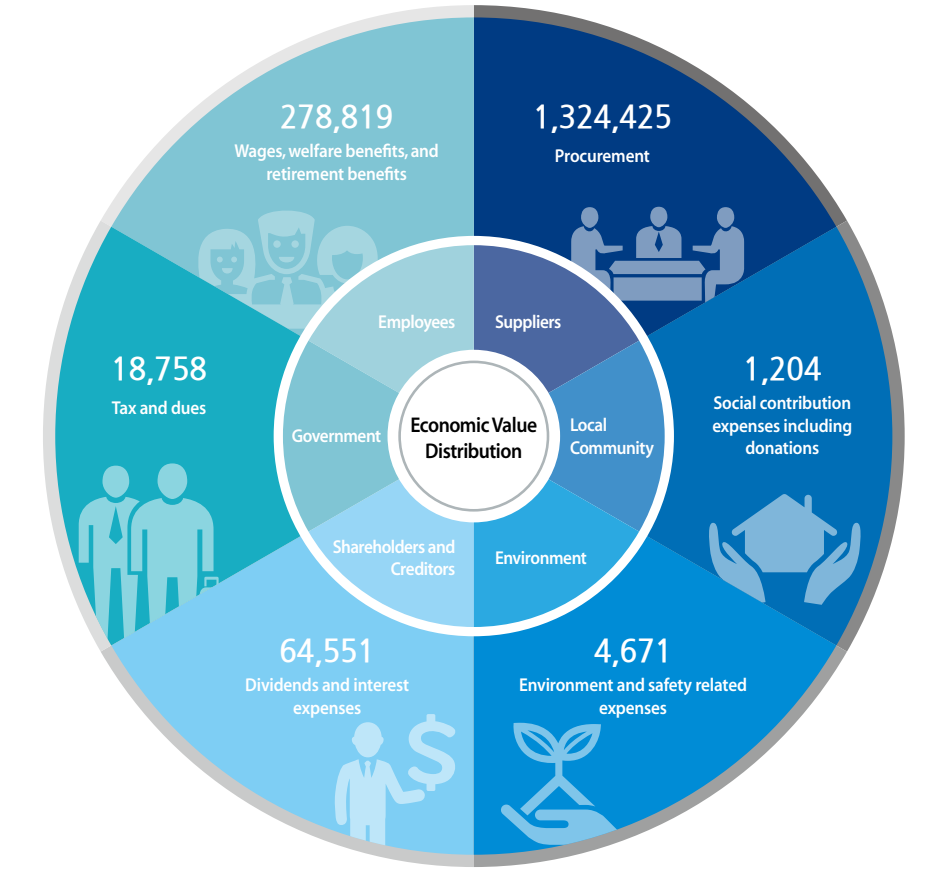 278,819
Wages, welfare benefits, and
retirement benefits
1,324,425
Procurement
Employees
Suppliers
18,758
Tax and dues
1,204
Social contribution
expenses including
donations
Government
Economic Value
Distribution
Local
Community
Shareholders and
Creditors
Environment
64,551
Dividends and interest
expenses
4,671
Environment and safety related
expenses
$